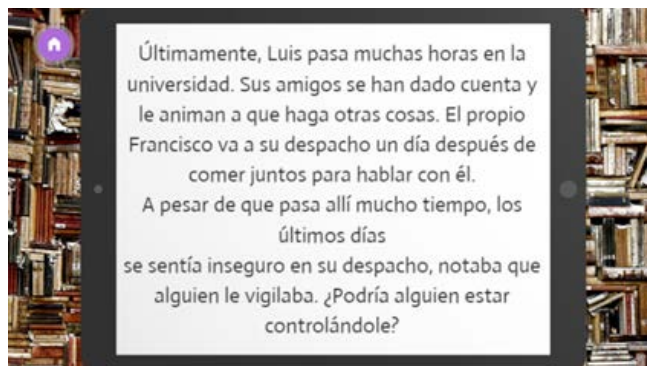 Últimamente, Luis pasa muchas horas en la
universidad. Sus amigos se han dado cuenta y
le animan a que haga otras cosas. El propio
Francisco va a su despacho un día después de
comer juntos para hablar con él.
A pesar de que pasa allí mucho tiempo, los
últimos días
se sentía inseguro en su despacho, notaba que
alguien le vigilaba. ¿Podría alguien estar
controlándole?